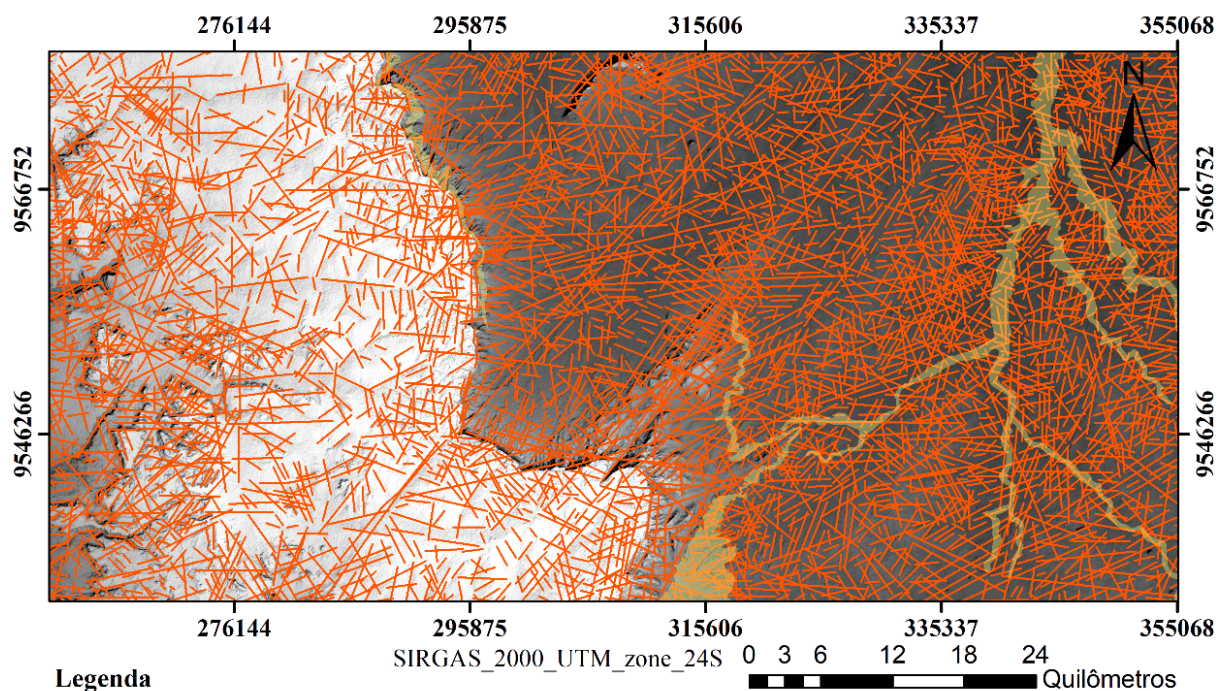 276144 295875 315606 335337 355068
N
9566752 9566752
9546266 9546266
276144 295875 315606 335337 355068
SIRGAS_2000_UTM_zone_24S 0 3 6 12 18 24
Legenda Quilômetros